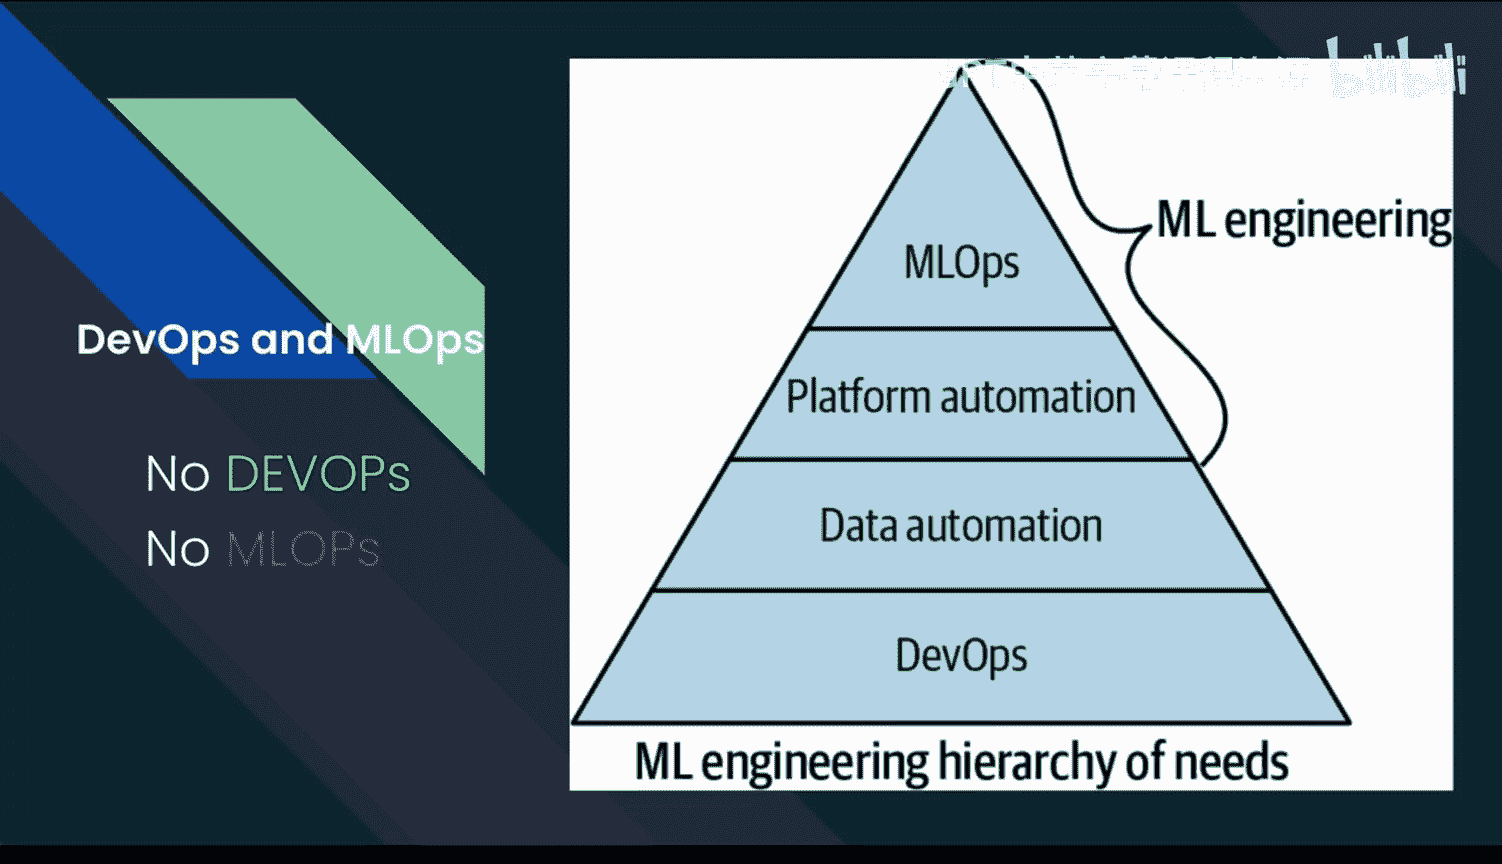 DevOps and MLOps
No DEVOPs
No MLOPs
bilibili
ML engineering
MLOps
Platform automation
Data automation
DevOps
ML engineering hierarchy of needs